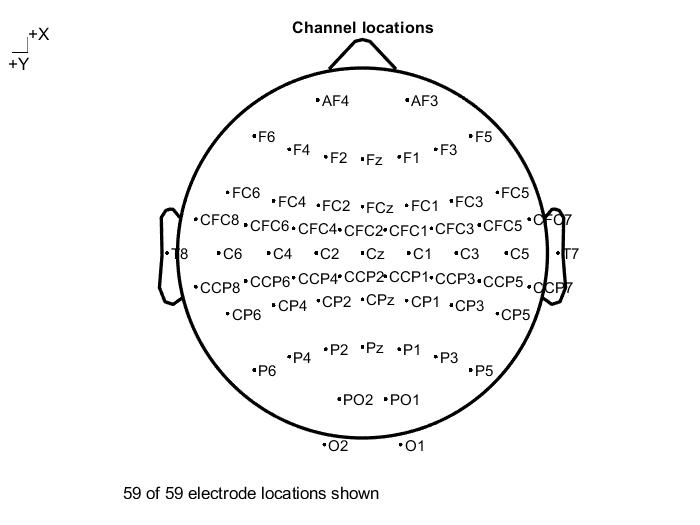 Channel locations
+X
+Y
AF4 AF3
F6 F5
F4 F2 Fz F1 F3
FC6 FC5
FC4 FC2 FCz FC1 FC3
CFC8 CFC6 CFC4 CFC2 CFC1 CFC3 CFC5 CFC7
T8 C6 C4 C2 Cz C1 C3 C5 T7
CCP8 CCP6 CCP4 CCP2 CCP1 CCP3 CCP5 CCP7
CP6 CP4 CP2 CPz CP1 CP3 CP5
P6 P4 P2 Pz P1 P3 P5
PO2 PO1
O2 O1
59 of 59 electrode locations shown